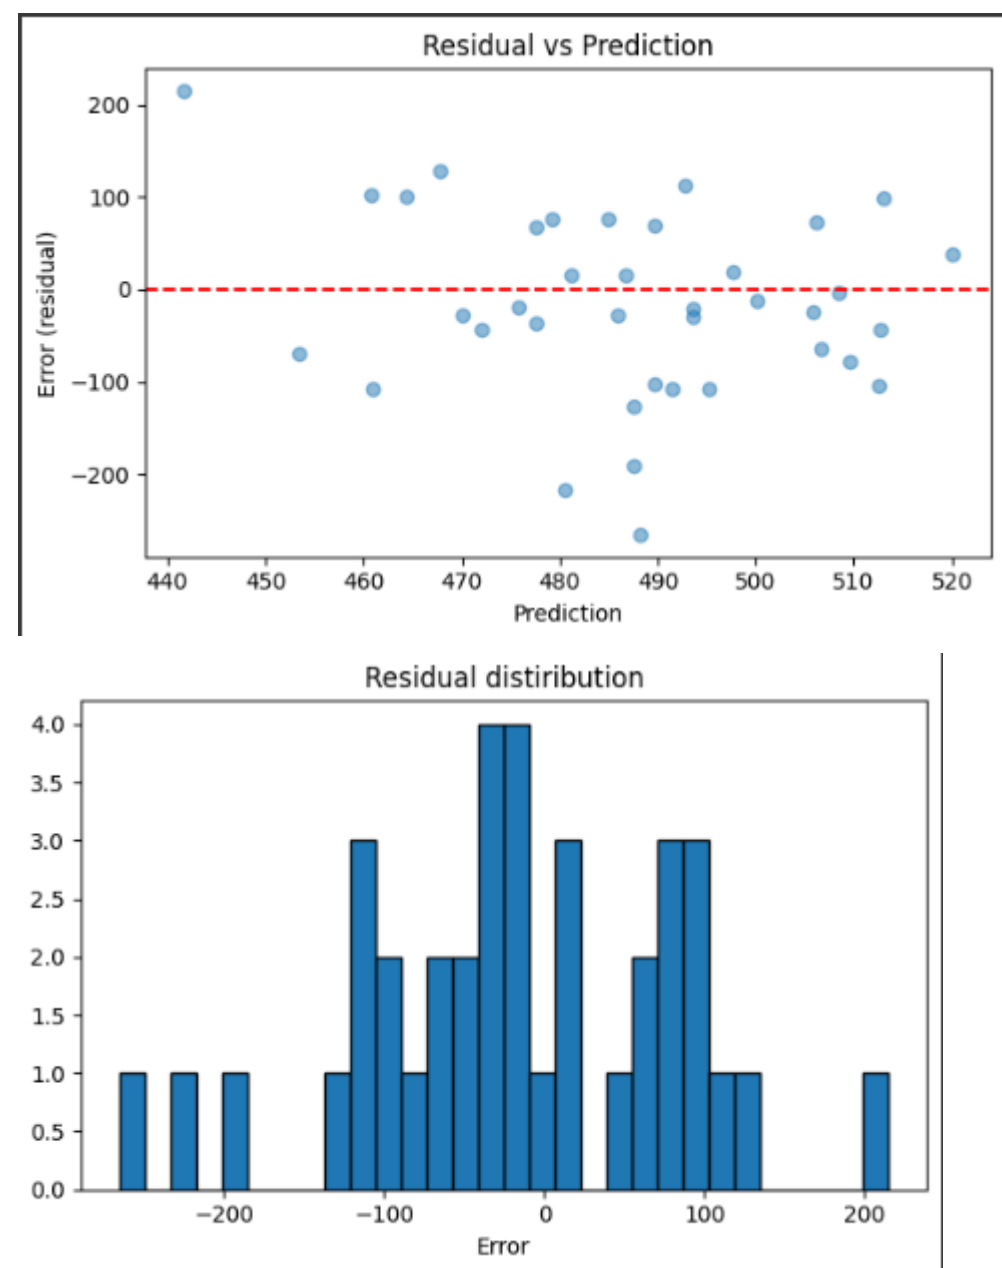 Residual vs Prediction
200
100
0
−100
−200
Error (residual)
440 450 460 470 480 490 500 510 520
Prediction
Residual distiribution
4.0
3.5
3.0
2.5
2.0
1.5
1.0
0.5
0.0
−200 −100 0 100 200
Error